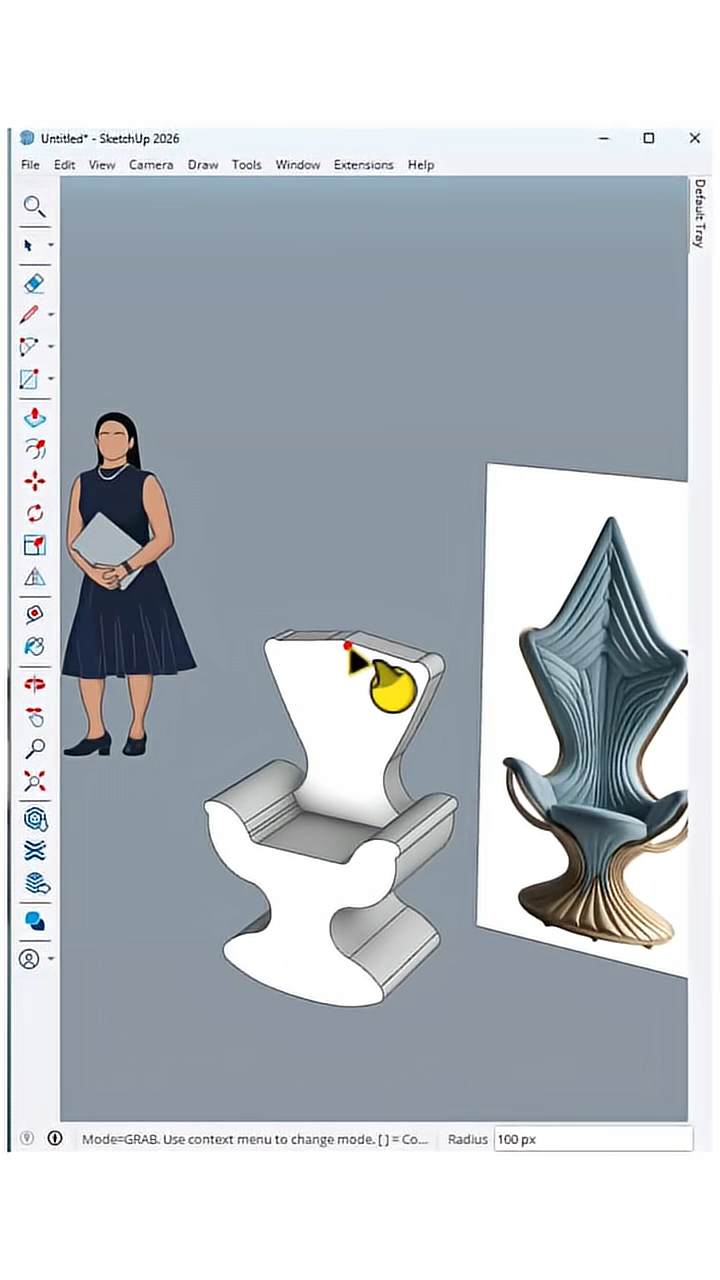 Untitled* - SketchUp 2026
File Edit View Camera Draw Tools Window Extensions Help
Default Tray
Mode=GRAB. Use context menu to change mode. [ ] = Co... Radius 100 px